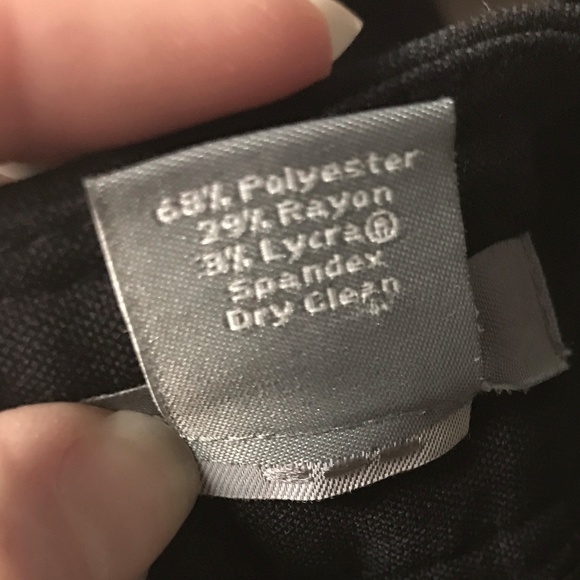 68% Polyester
29% Rayon
3% Lycra®
Spandex
Dry Clean